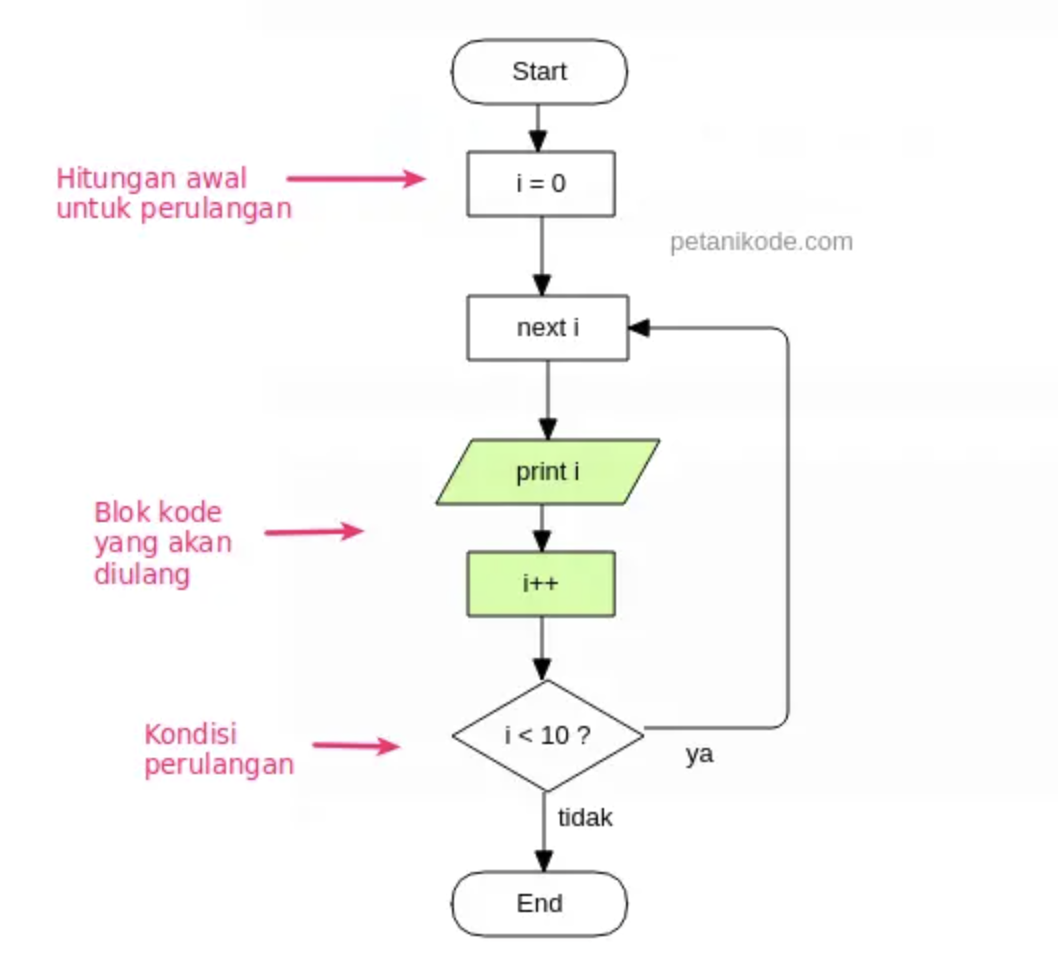 Start
Hitungan awal
untuk perulangan
i = 0
petanikode.com
next i
print i
Blok kode
yang akan
diulang
i++
Kondisi
perulangan
i < 10 ?
ya
tidak
End